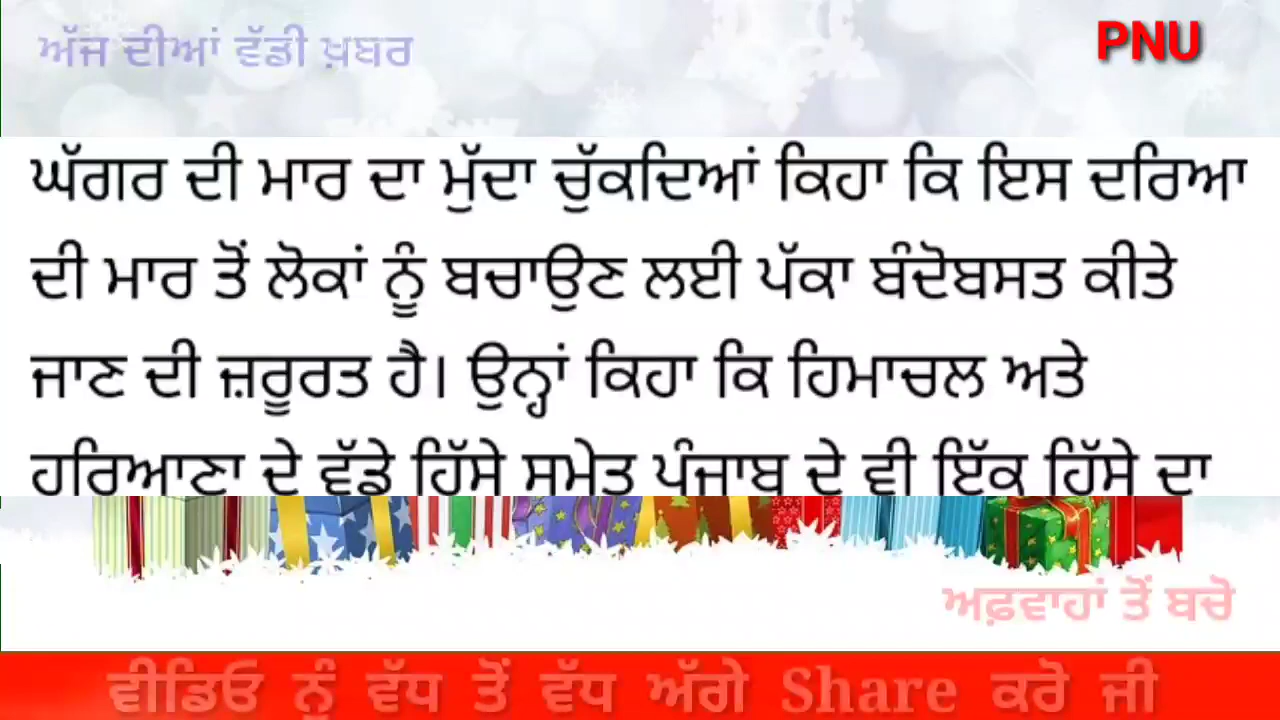 ਅੱਜ ਦੀਆਂ ਵੱਡੀ ਖ਼ਬਰ
PNU
ਘੱਗਰ ਦੀ ਮਾਰ ਦਾ ਮੁੱਦਾ ਚੁੱਕਦਿਆਂ ਕਿਹਾ ਕਿ ਇਸ ਦਰਿਆ
ਦੀ ਮਾਰ ਤੋਂ ਲੋਕਾਂ ਨੂੰ ਬਚਾਉਣ ਲਈ ਪੱਕਾ ਬੰਦੋਬਸਤ ਕੀਤੇ
ਜਾਣ ਦੀ ਜ਼ਰੂਰਤ ਹੈ। ਉਨ੍ਹਾਂ ਕਿਹਾ ਕਿ ਹਿਮਾਚਲ ਅਤੇ
ਹਰਿਆਣਾ ਦੇ ਵੱਡੇ ਹਿੱਸੇ ਸਮੇਤ ਪੰਜਾਬ ਦੇ ਵੀ ਇੱਕ ਹਿੱਸੇ ਦਾ
ਅਫ਼ਵਾਹਾਂ ਤੋਂ ਬਚੋ
ਵੀਡਿਓ ਨੂੰ ਵੱਧ ਤੋਂ ਵੱਧ ਅੱਗੇ Share ਕਰੋ ਜੀ